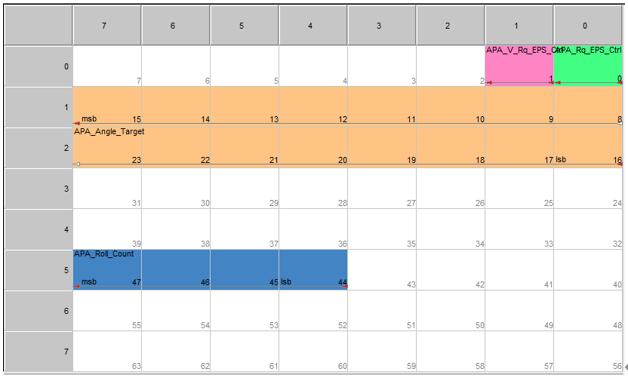 7 6 5 4 3 2 1 0
APA_V_Rq_EPS_Ctrl APA_Rq_EPS_Ctrl
0 7 6 5 4 3 2 1 0
1 msb 15 14 13 12 11 10 9 8
APA_Angle_Target
2 23 22 21 20 19 18 17 lsb 16
3 31 30 29 28 27 26 25 24
4 39 38 37 36 35 34 33 32
APA_Roll_Count
5 msb 47 46 45 lsb 44 43 42 41 40
6 55 54 53 52 51 50 49 48
7 63 62 61 60 59 58 57 56